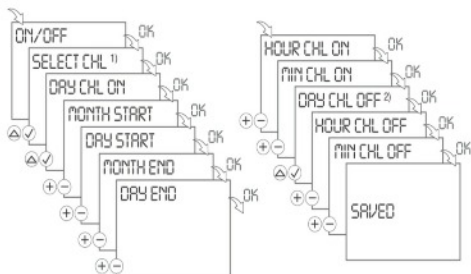 ON/OFF
OK
SELECT CHL 1)
OK
DAY CHL ON
OK
MONTH START
OK
DAY START
OK
MONTH END
OK
DAY END
OK
HOUR CHL ON
OK
MIN CHL ON
OK
DAY CHL OFF 2)
OK
HOUR CHL OFF
OK
MIN CHL OFF
OK
SAVED